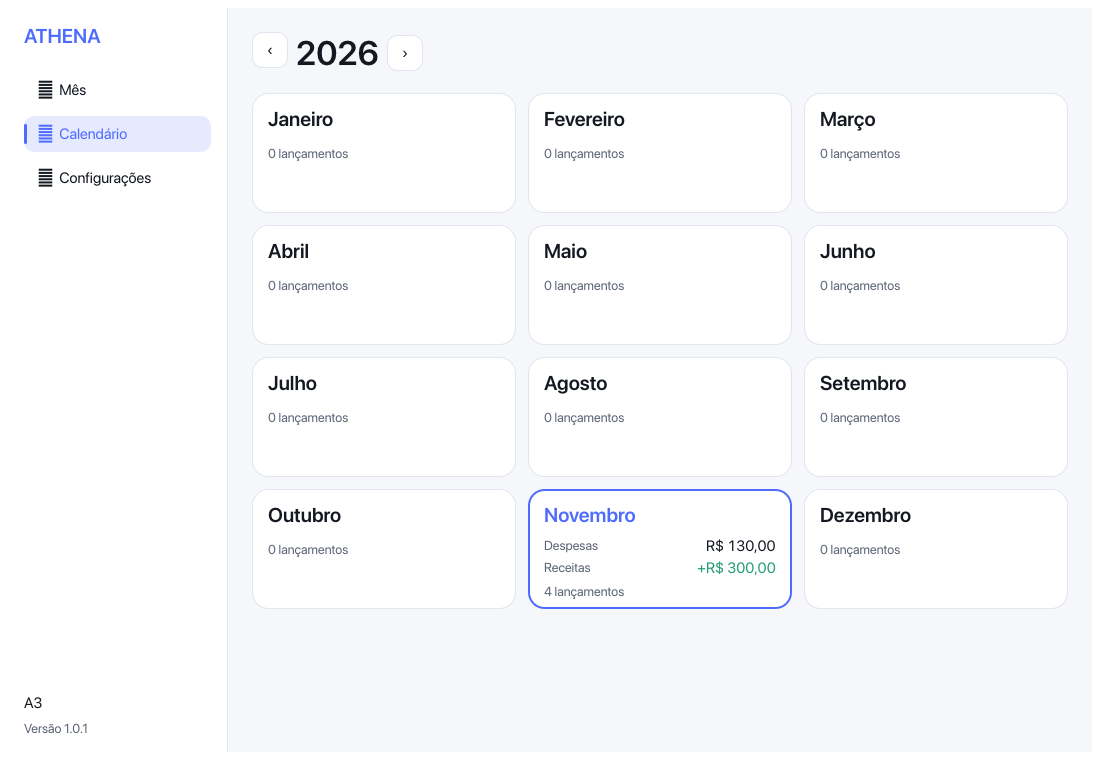 ATHENA
Mês
Calendário
Configurações
A3
Versão 1.0.1
‹ 2026 ›
Janeiro
0 lançamentos
Fevereiro
0 lançamentos
Março
0 lançamentos
Abril
0 lançamentos
Maio
0 lançamentos
Junho
0 lançamentos
Julho
0 lançamentos
Agosto
0 lançamentos
Setembro
0 lançamentos
Outubro
0 lançamentos
Novembro
Despesas R$ 130,00
Receitas +R$ 300,00
4 lançamentos
Dezembro
0 lançamentos